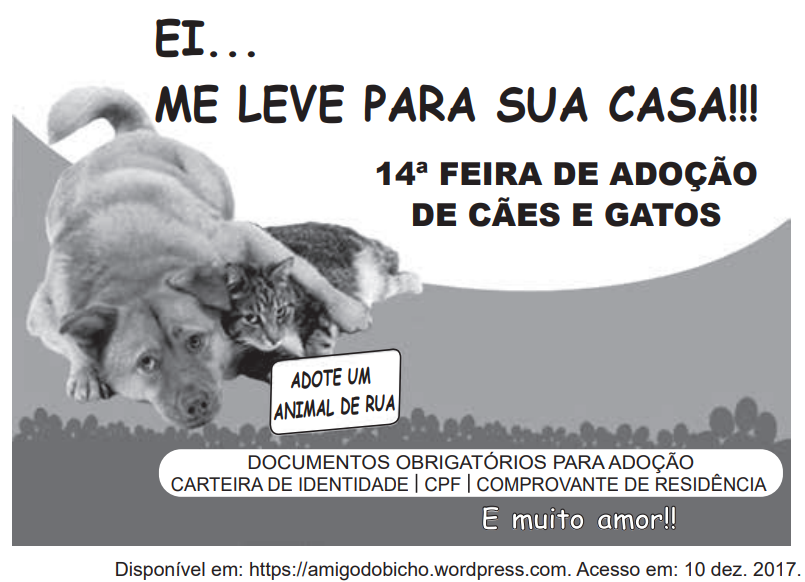 EI...
ME LEVE PARA SUA CASA!!!
14ª FEIRA DE ADOÇÃO
DE CÃES E GATOS
ADOTE UM
ANIMAL DE RUA
DOCUMENTOS OBRIGATÓRIOS PARA ADOÇÃO
CARTEIRA DE IDENTIDADE | CPF | COMPROVANTE DE RESIDÊNCIA
E muito amor!!
Disponível em: https://amigodobicho.wordpress.com. Acesso em: 10 dez. 2017.